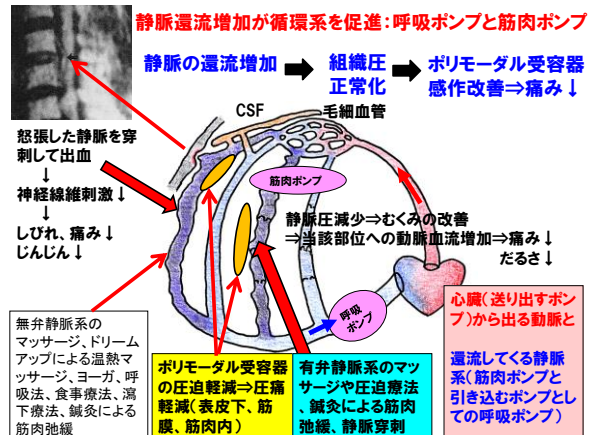 静脈還流増加が循環系を促進:呼吸ポンプと筋肉ポンプ
静脈の還流増加
組織圧
正常化
ポリモーダル受容器
感作改善⇒痛み↓
CSF
毛細血管
怒張した静脈を穿
刺して出血
↓
神経線維刺激↓
↓
しびれ、痛み↓
じんじん↓
筋肉ポンプ
静脈圧減少⇒むくみの改善
⇒当該部位への動脈血流増加⇒痛み↓
だるさ↓
呼吸
ポンプ
無弁静脈系の
マッサージ、ドリーム
アップによる温熱マ
ッサージ、ヨーガ、呼
吸法、食事療法、瀉
下療法、鍼灸による
筋肉弛緩
ポリモーダル受容器
の圧迫軽減⇒圧痛
軽減(表皮下、筋
膜、筋肉内)
有弁静脈系のマッ
サージや圧迫療法、
鍼灸による筋肉
弛緩、静脈穿刺
心臓(送り出すポン
プ)から出る動脈と
還流してくる静脈
系(筋肉ポンプと
引き込むポンプとし
ての呼吸ポンプ)